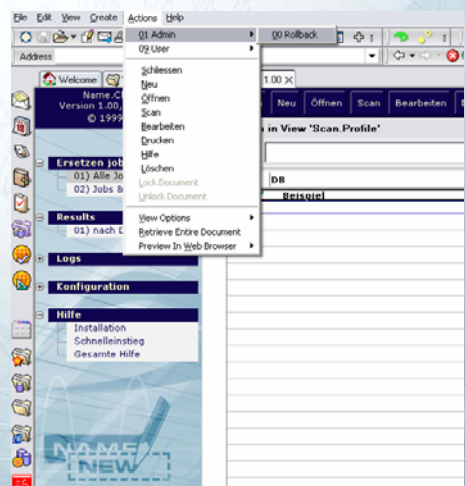 File Edit View Create Actions Help
01 Admin
00 Rollback
09 User
Address
Welcome
1.00
Name.C
Version 1.00,
© 1999
Schliessen
Neu
Öffnen
Scan
Bearbeiten
Drucken
Hilfe
Löschen
Lock Document
Unlock Document
View Options
Retrieve Entire Document
Preview In Web Browser
Neu Öffnen Scan Bearbeiten
in View 'Scan.Profile'
DB
Beispiel
Ersetzen job
01) Alle Jo
02) Jobs &
Results
01) nach D
Logs
Konfiguration
Hilfe
Installation
Schnelleinstieg
Gesamte Hilfe
NAME
NEW